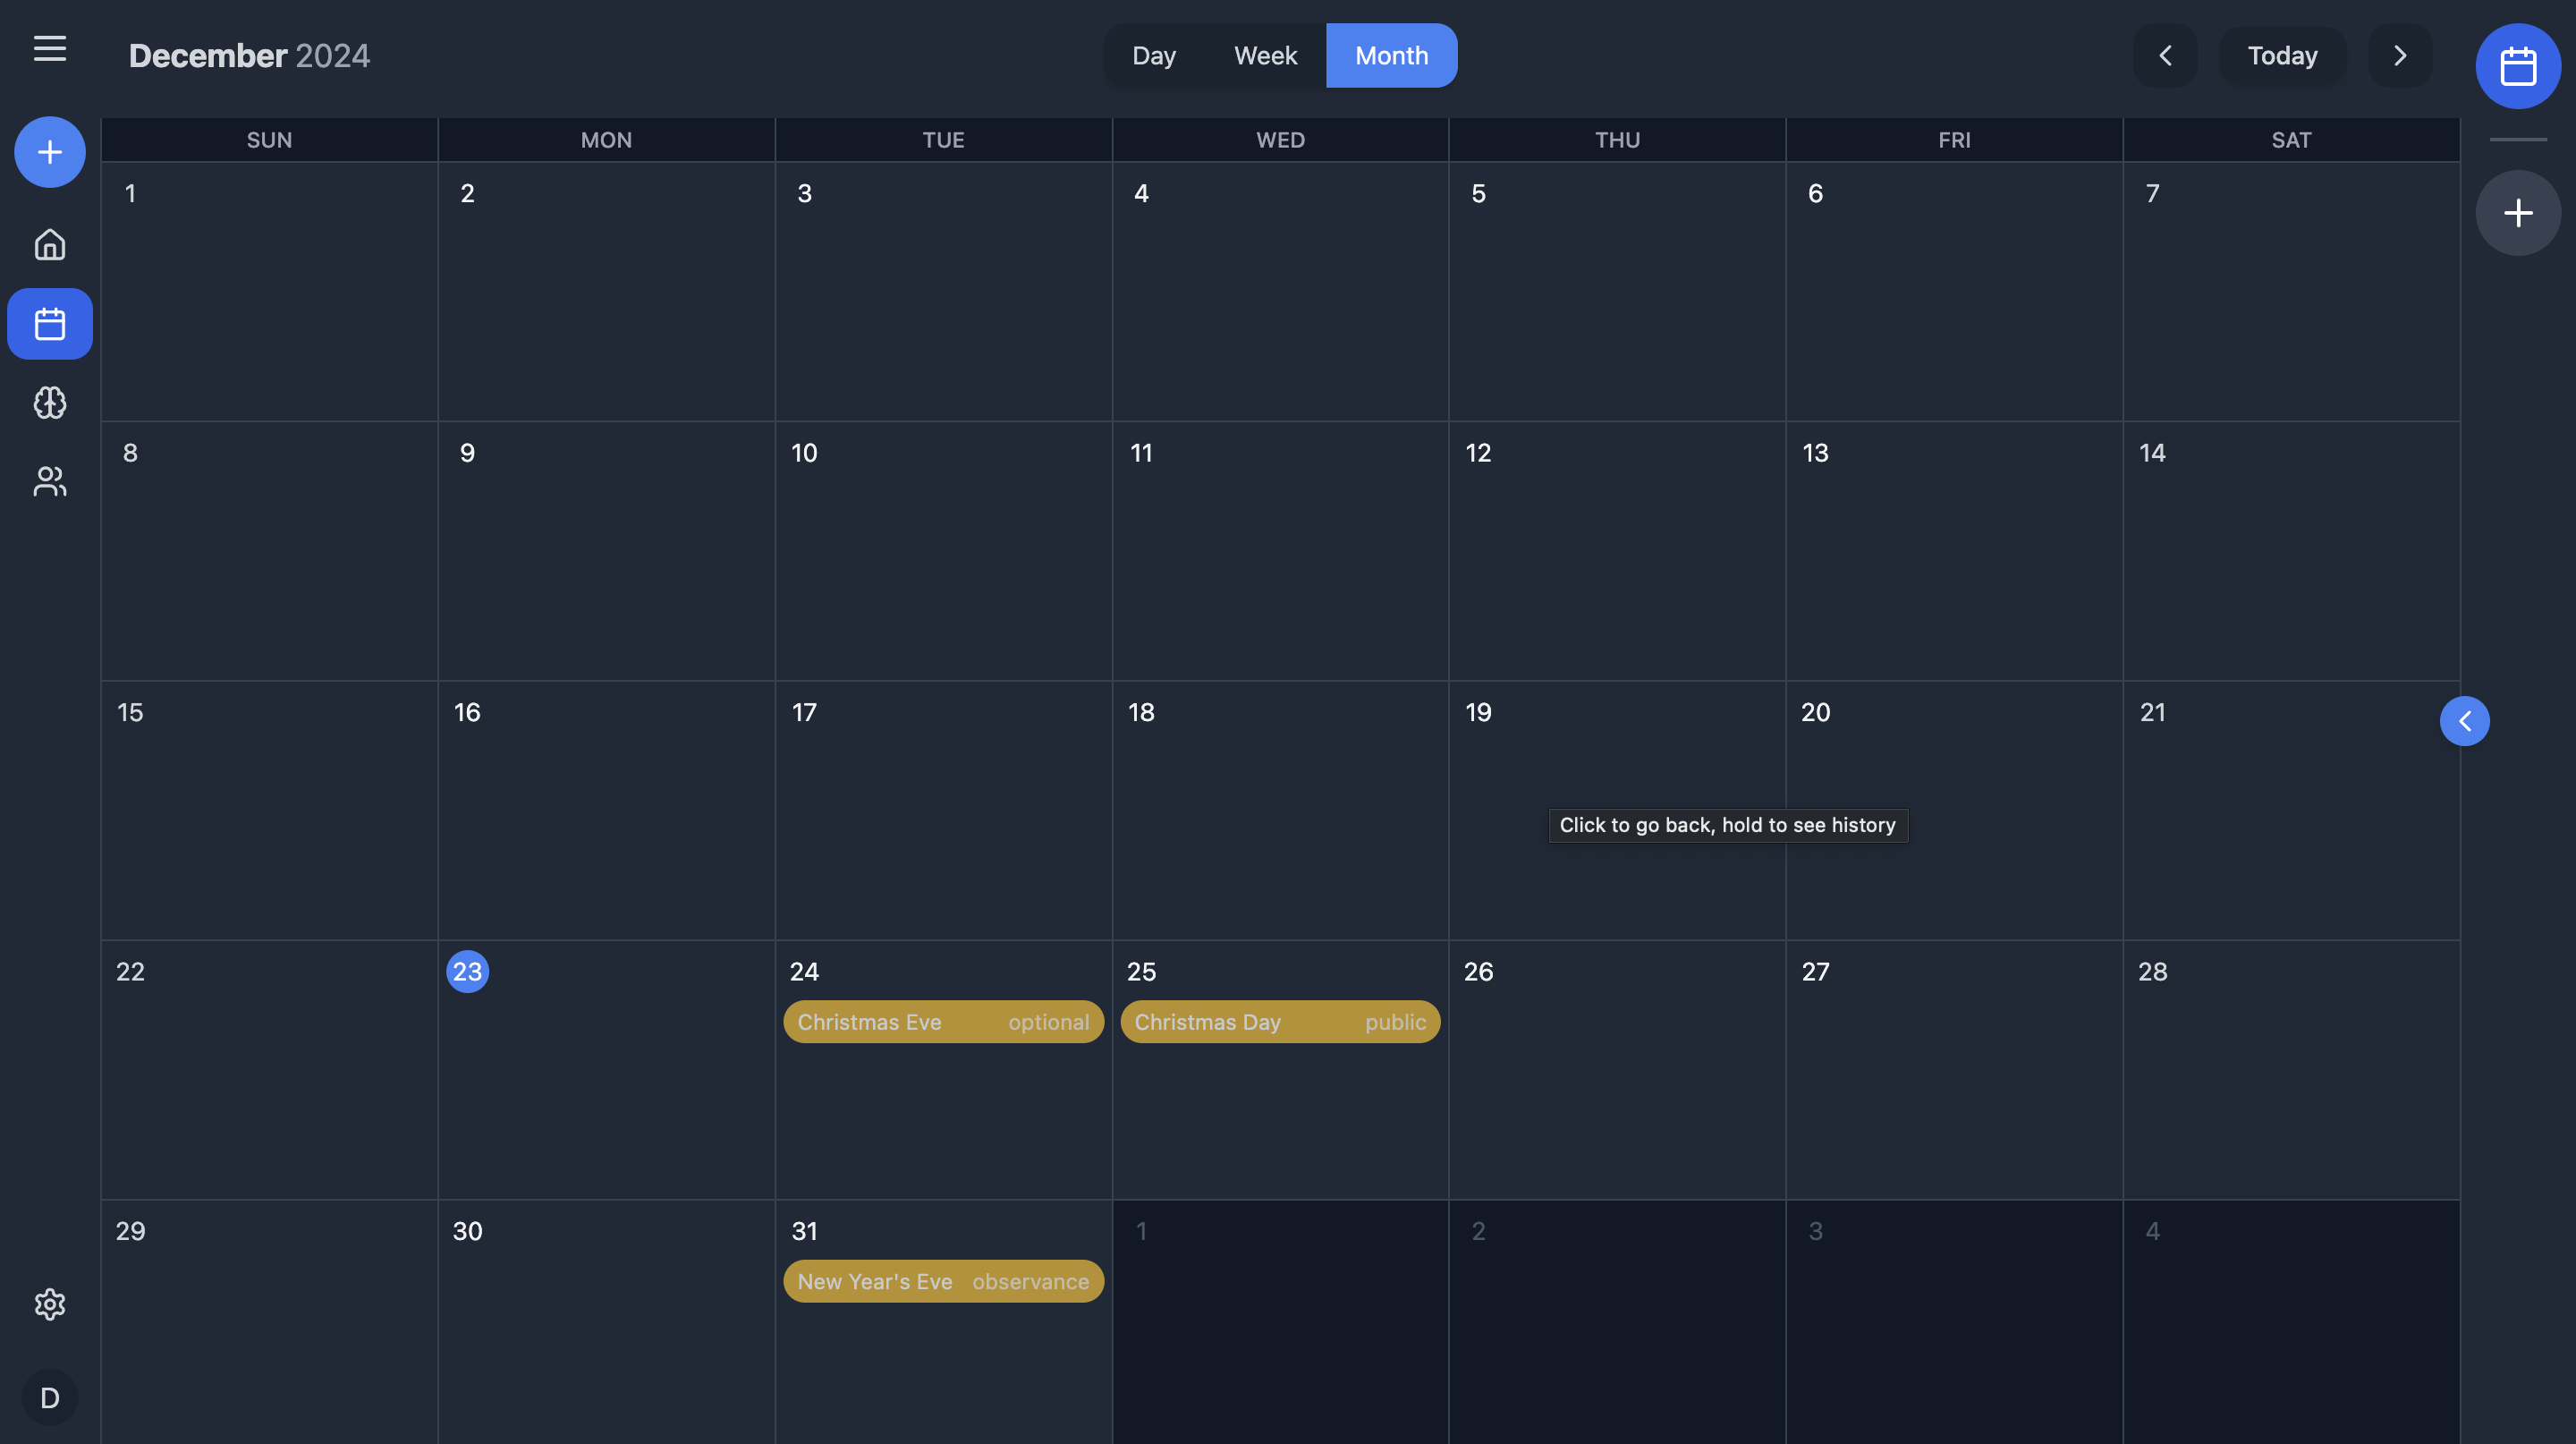 December 2024
Day Week Month
Today
SUN MON TUE WED THU FRI SAT
1 2 3 4 5 6 7
8 9 10 11 12 13 14
15 16 17 18 19 20 21
Click to go back, hold to see history
22 23 24 25 26 27 28
Christmas Eve optional Christmas Day public
29 30 31 1 2 3 4
New Year's Eve observance
D